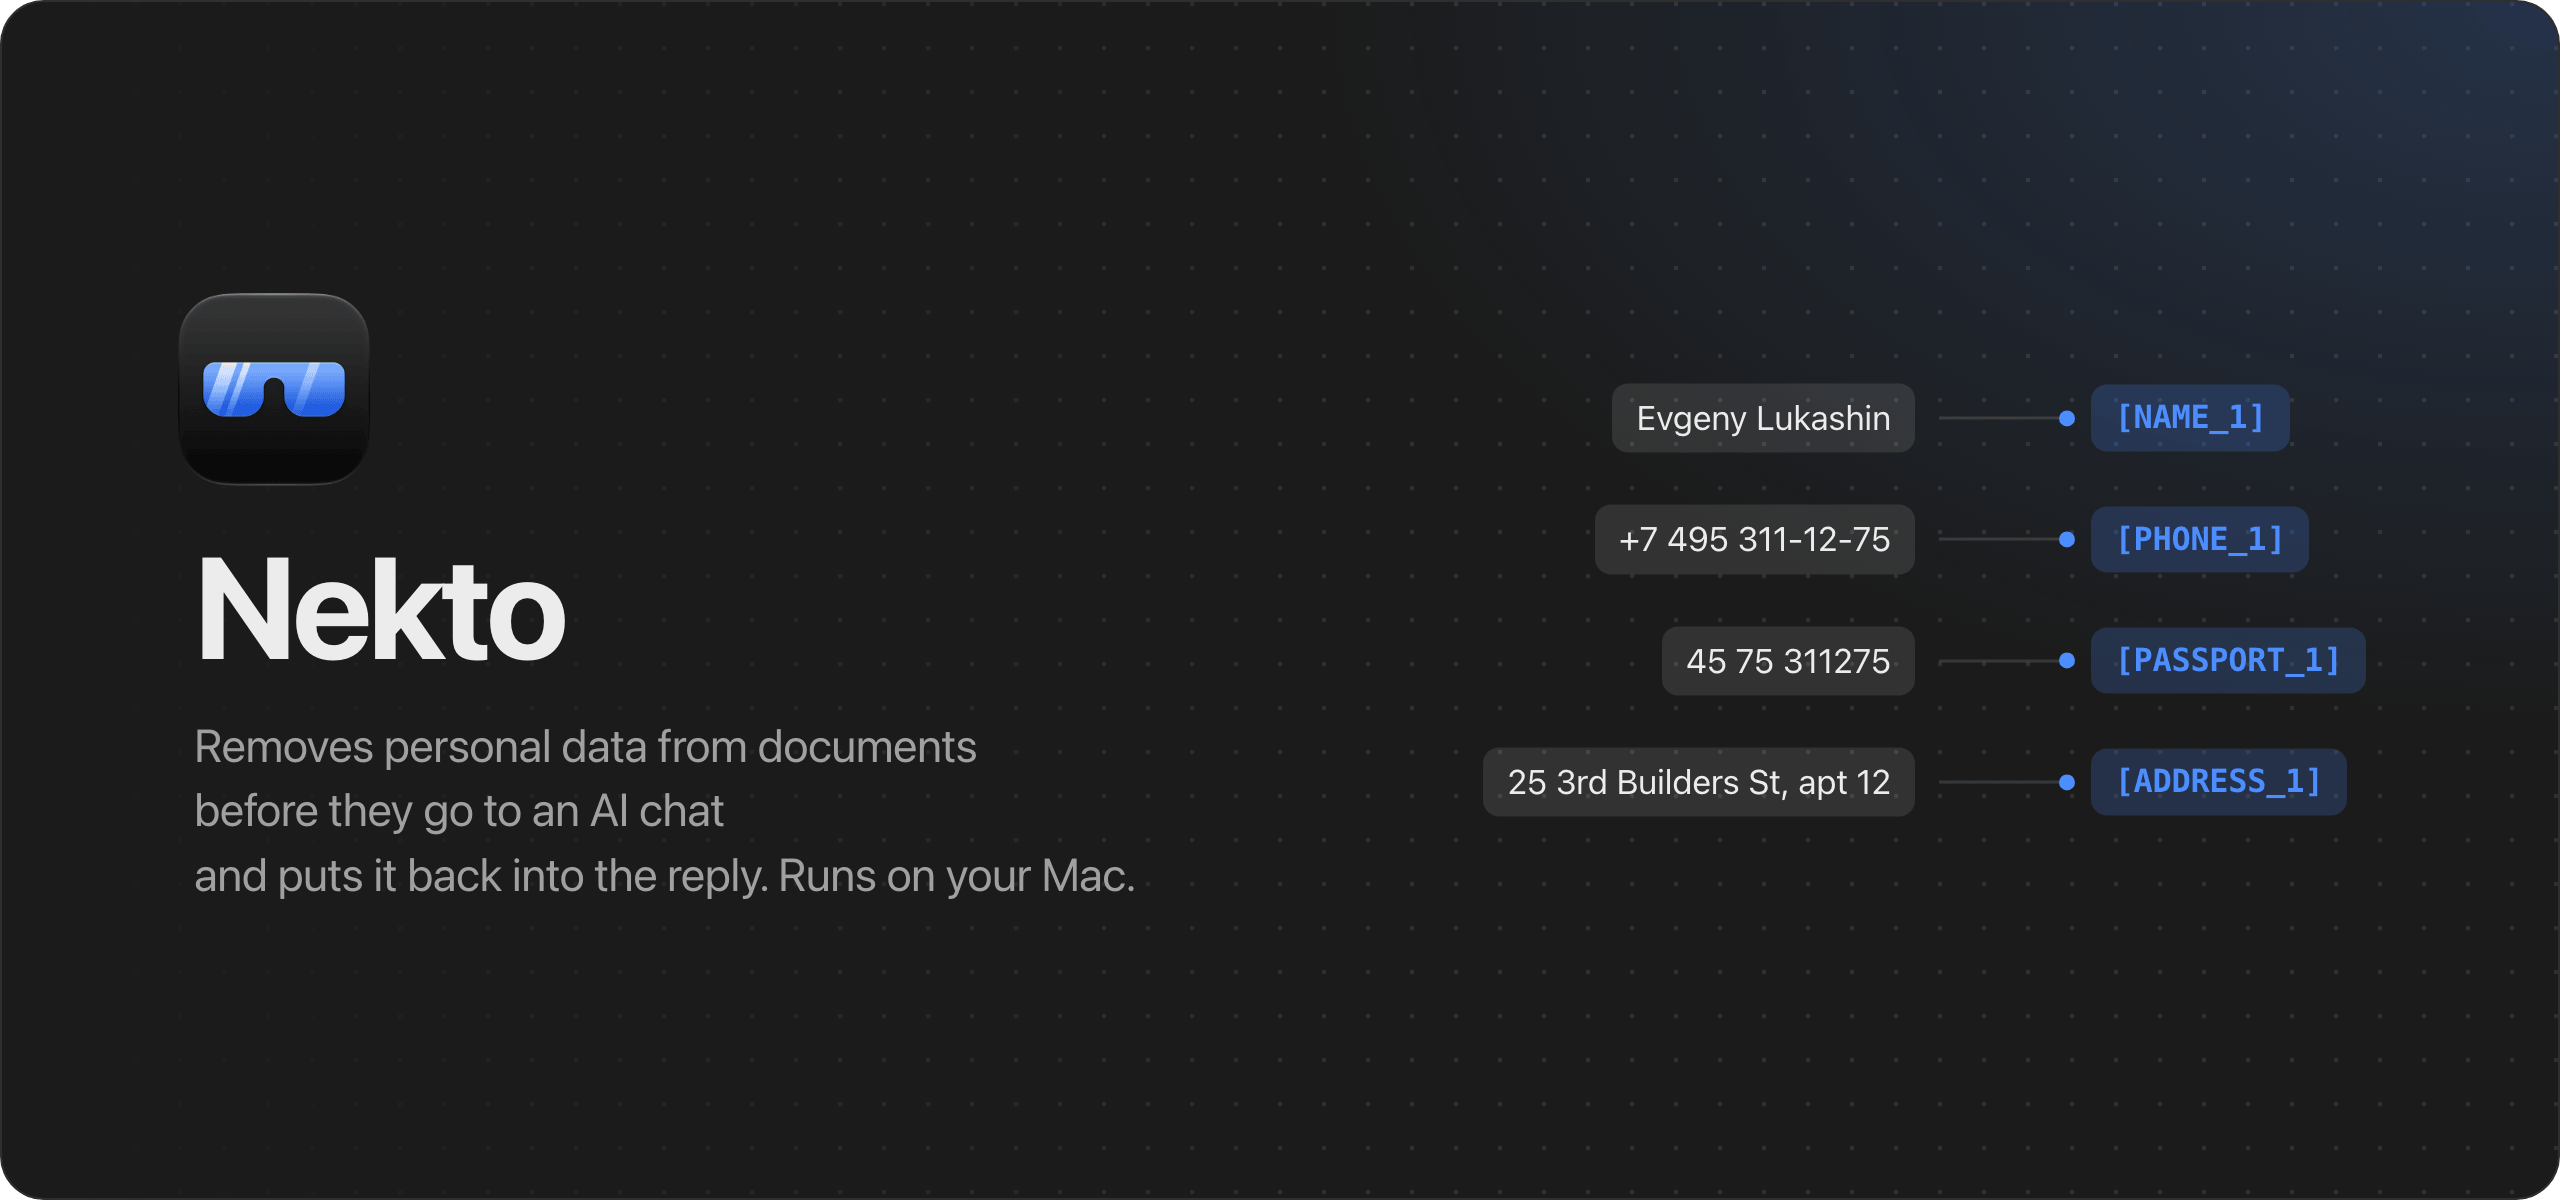 Nekto
Removes personal data from documents
before they go to an AI chat
and puts it back into the reply. Runs on your Mac.
Evgeny Lukashin [NAME_1]
+7 495 311-12-75 [PHONE_1]
45 75 311275 [PASSPORT_1]
25 3rd Builders St, apt 12 [ADDRESS_1]